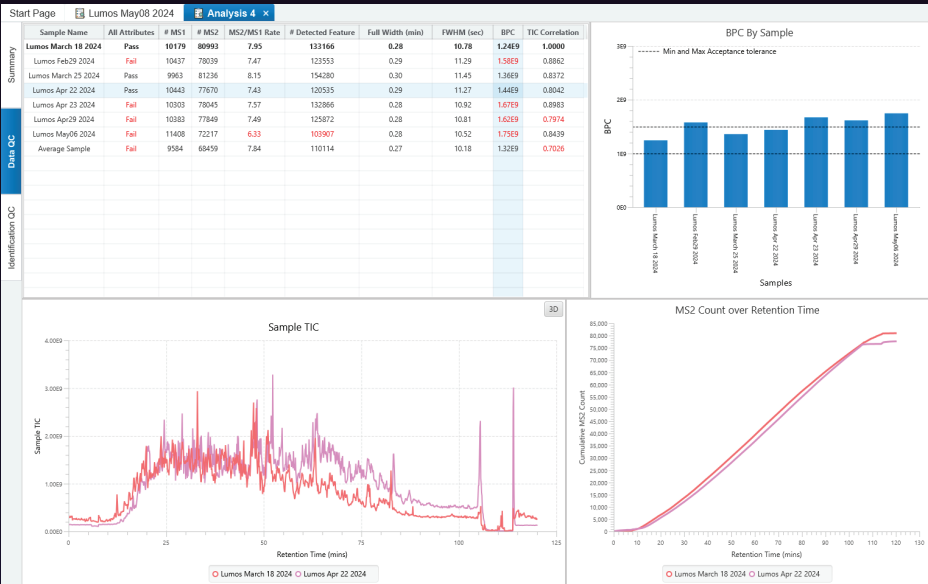 Start Page Lumos May08 2024 Analysis 4 ×
Summary
Data QC
Identification QC
Sample Name All Attributes # MS1 # MS2 MS2/MS1 Rate # Detected Feature Full Width (min) FWHM (sec) BPC TIC Correlation
Lumos March 18 2024 Pass 10179 80993 7.95 133166 0.28 10.78 1.24E9 1.0000
Lumos Feb29 2024 Fail 10437 78039 7.47 123553 0.29 11.29 1.58E9 0.8862
Lumos March 25 2024 Pass 9963 81236 8.15 154280 0.30 11.45 1.36E9 0.8372
Lumos Apr 22 2024 Pass 10443 77670 7.43 120535 0.29 11.27 1.44E9 0.8042
Lumos Apr 23 2024 Fail 10303 78045 7.57 132866 0.28 10.92 1.67E9 0.8983
Lumos Apr29 2024 Fail 10383 77849 7.49 125872 0.28 10.81 1.62E9 0.7974
Lumos May06 2024 Fail 11408 72217 6.33 103907 0.28 10.52 1.75E9 0.8439
Average Sample Fail 9584 68459 7.84 110114 0.27 10.18 1.32E9 0.7026
BPC By Sample
Min and Max Acceptance tolerance
BPC
3E9
2E9
1E9
0E0
Lumos March 18 2024
Lumos Feb29 2024
Lumos March 25 2024
Lumos Apr 22 2024
Lumos Apr 23 2024
Lumos Apr29 2024
Lumos May06 2024
Samples
3D
Sample TIC
Sample TIC
4.00E9
3.00E9
2.00E9
1.00E9
0.00E0
0 25 50 75 100 125
Retention Time (mins)
Lumos March 18 2024 Lumos Apr 22 2024
MS2 Count over Retention Time
Cumulative MS2 Count
85,000
80,000
75,000
70,000
65,000
60,000
55,000
50,000
45,000
40,000
35,000
30,000
25,000
20,000
15,000
10,000
5,000
0
0 10 20 30 40 50 60 70 80 90 100 110 120 130
Retention Time (mins)
Lumos March 18 2024 Lumos Apr 22 2024